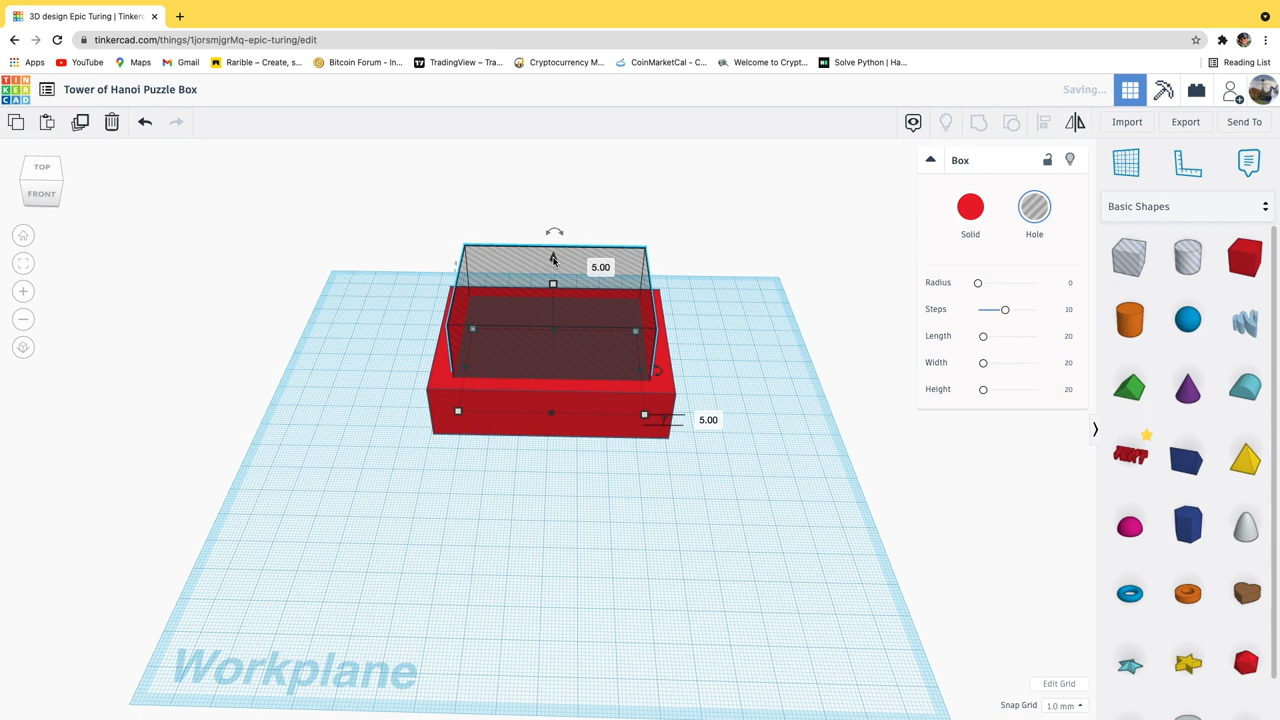 3D design Epic Turing | Tinkerc
tinkercad.com/things/1jorsmjgrMq-epic-turing/edit
Apps YouTube Maps Gmail Rarible – Create, s... Bitcoin Forum - In... TradingView – Tra... Cryptocurrency M... CoinMarketCal - C... Welcome to Crypt... Solve Python | Ha... Reading List
TIN
KER
CAD
Tower of Hanoi Puzzle Box
Saving...
Import Export Send To
TOP
FRONT
Box
Solid Hole
Radius 0
Steps 10
Length 20
Width 20
Height 20
Basic Shapes
5.00
5.00
Workplane
Edit Grid
Snap Grid 1.0 mm